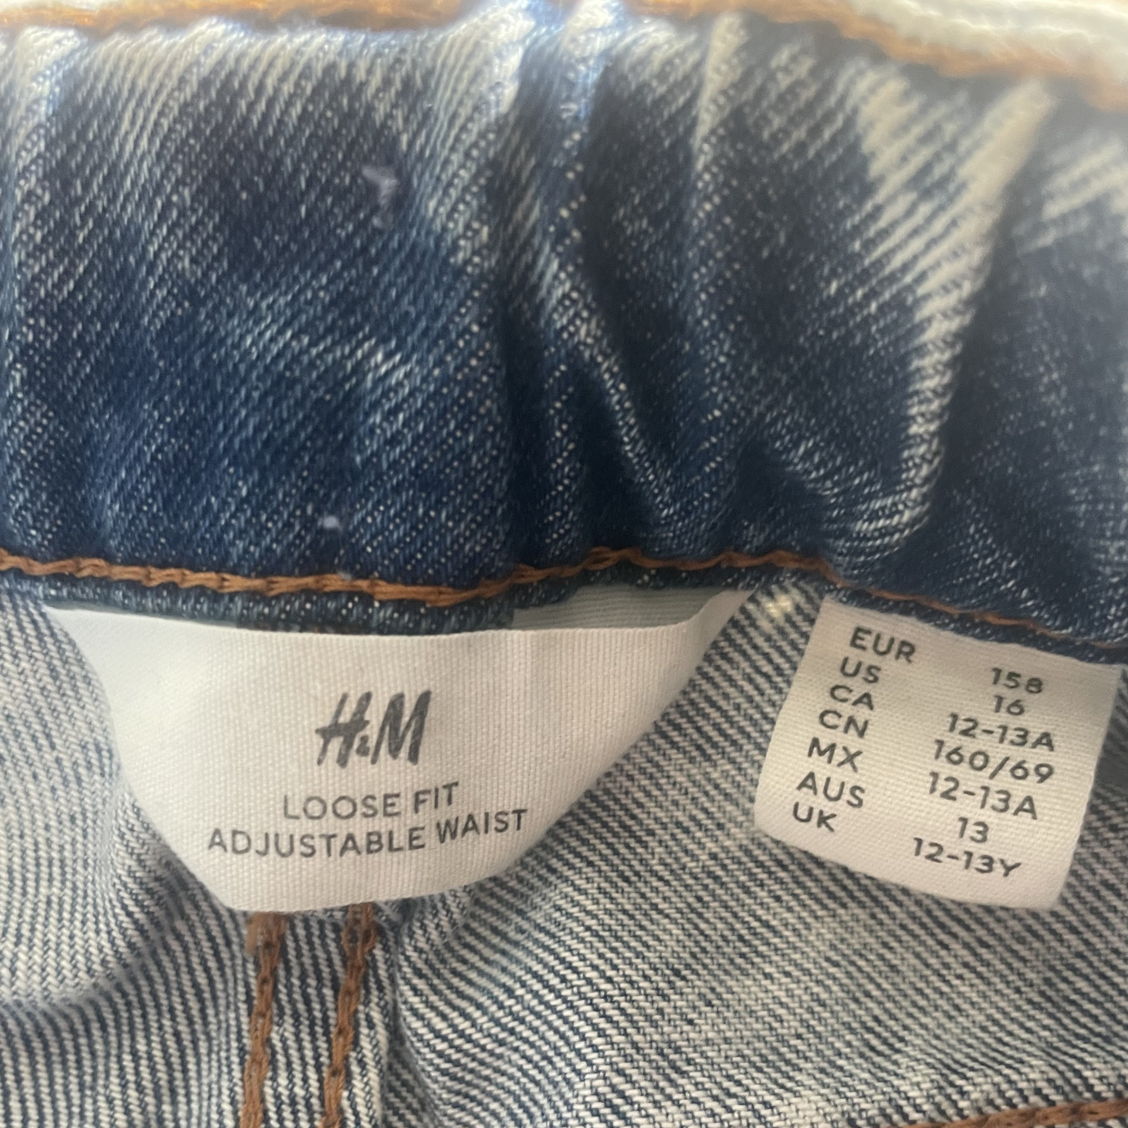 H&M
LOOSE FIT
ADJUSTABLE WAIST
EUR 158
US 16
CA 12-13A
CN 160/69
MX 12-13A
AUS 13
UK 12-13Y